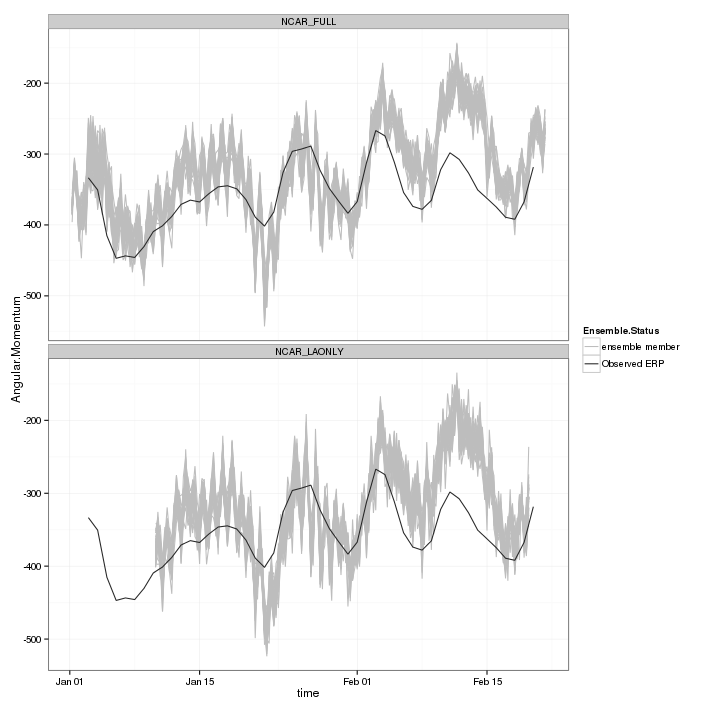 NCAR_FULL
-200
-300
-400
-500
NCAR_LAONLY
-200
-300
-400
-500
Angular.Momentum
Jan 01
Jan 15
Feb 01
Feb 15
time
Ensemble.Status
ensemble member
Observed ERP